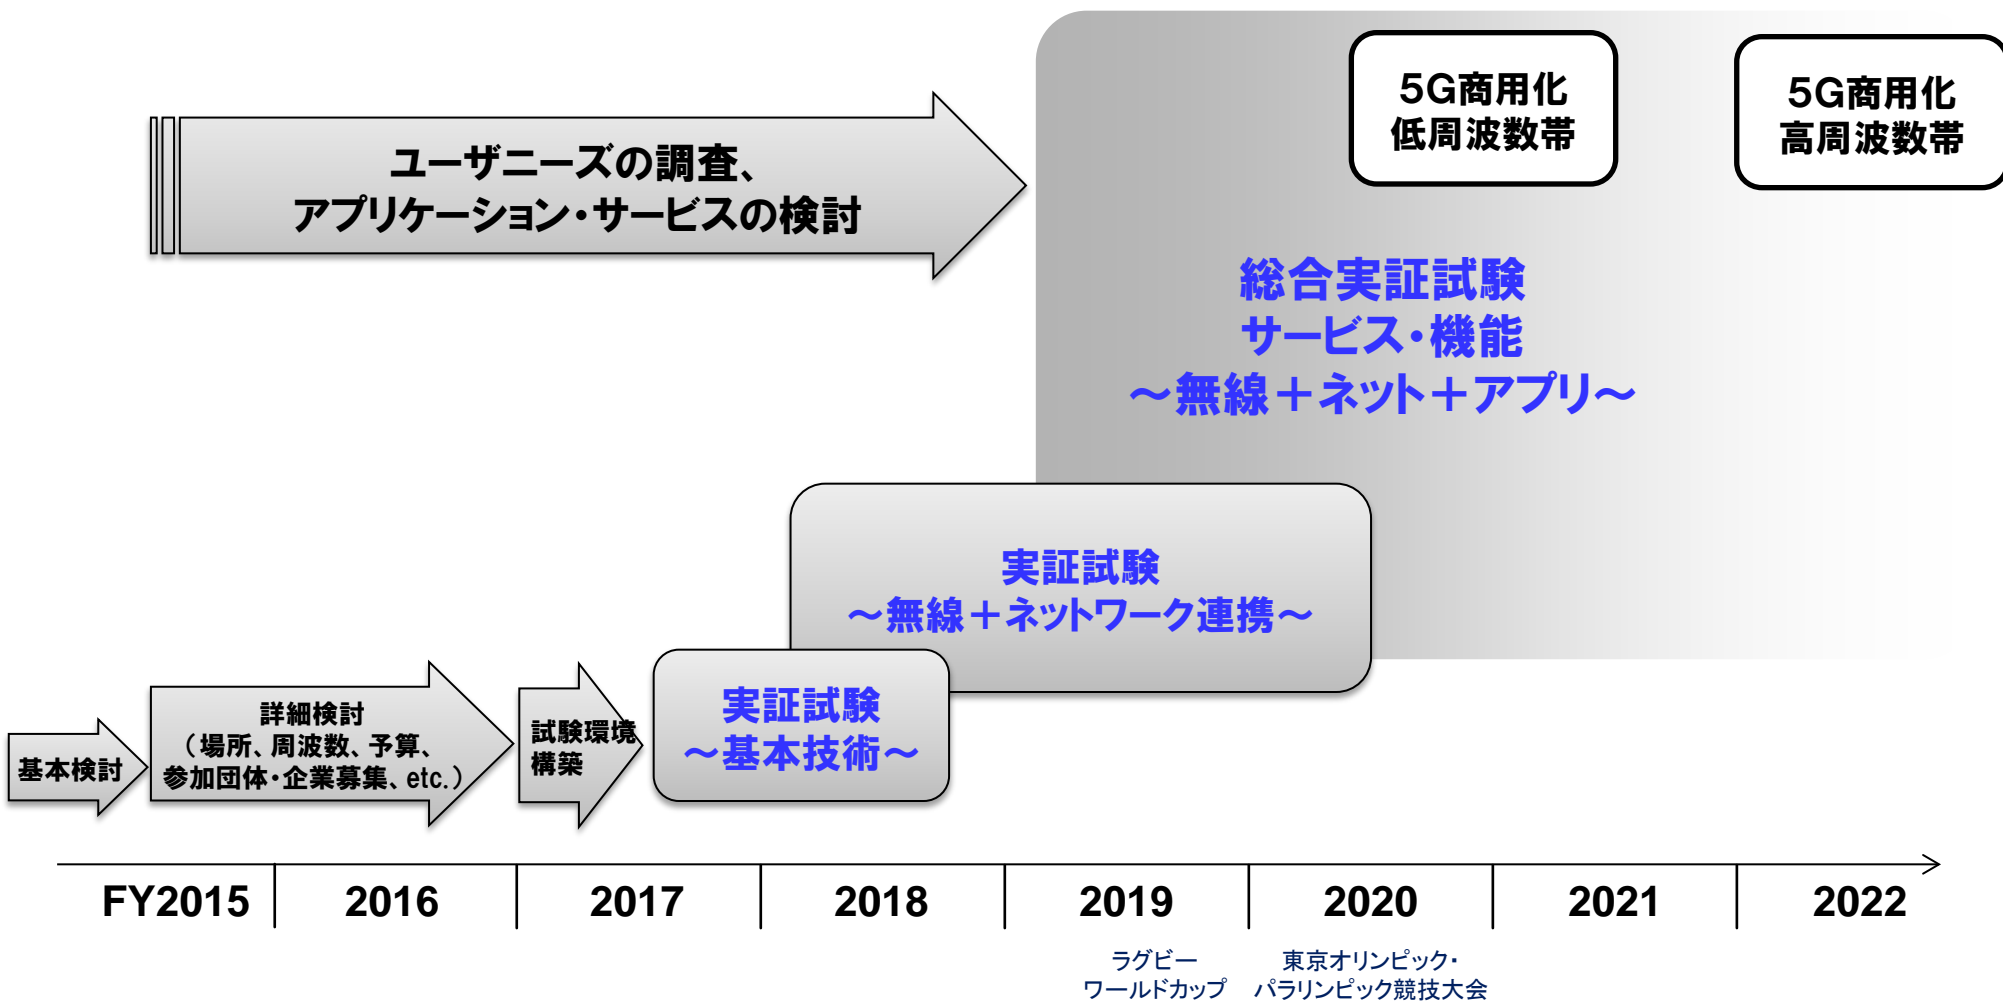 5G商用化
低周波数帯
5G商用化
高周波数帯
ユーザニーズの調査、
アプリケーション・サービスの検討
総合実証試験
サービス・機能
～無線＋ネット＋アプリ～
実証試験
～無線＋ネットワーク連携～
実証試験
～基本技術～
試験環境
構築
詳細検討
（場所、周波数、予算、
参加団体・企業募集、etc.）
基本検討
FY2015
2016
2017
2018
2019
2020
2021
2022
ラグビー
ワールドカップ
東京オリンピック・
パラリンピック競技大会